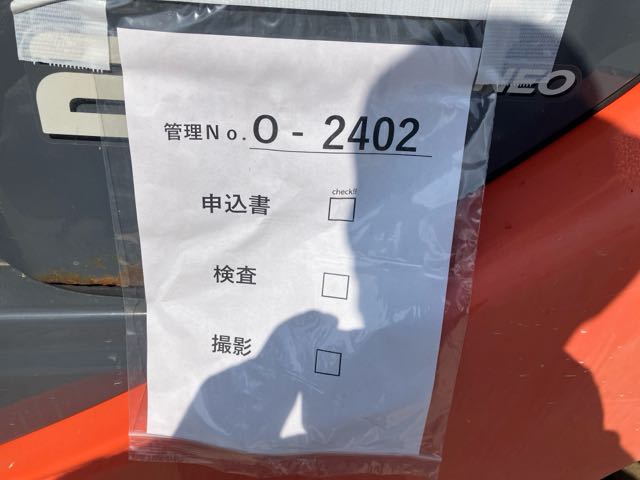 NEO
管理No. O - 2402
check!!
申込書 □
検査 □
撮影 □